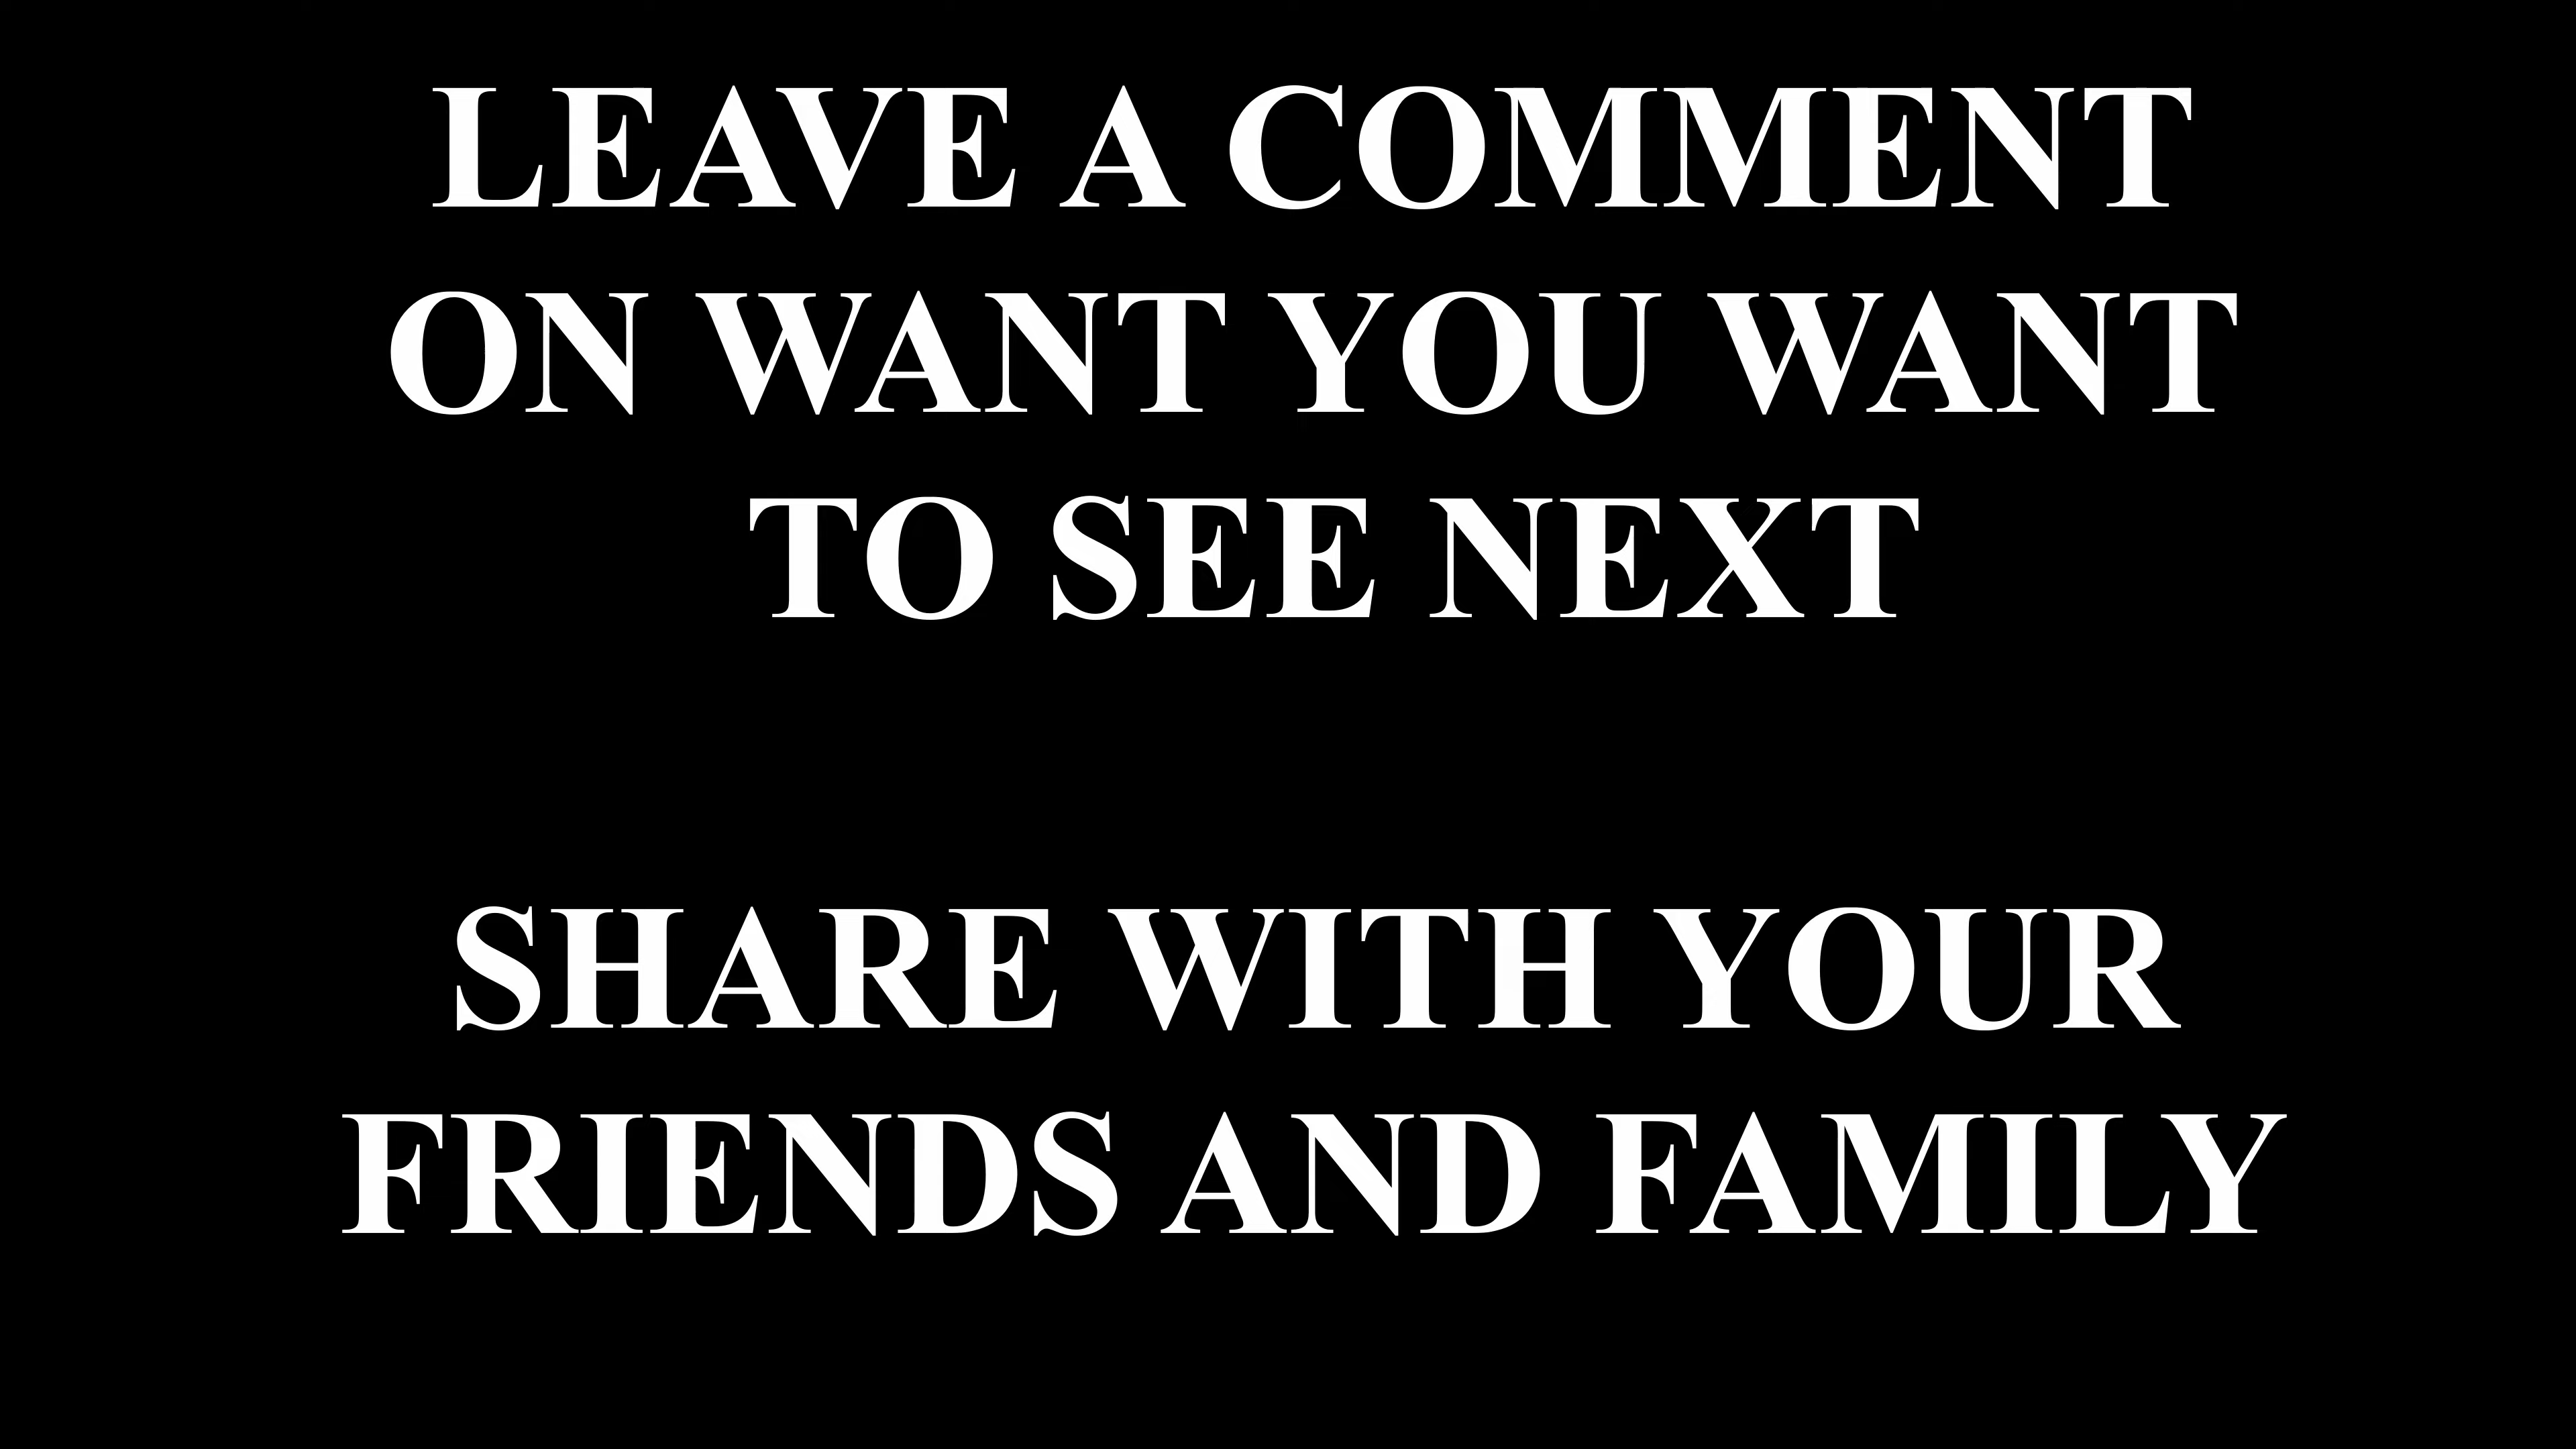 LEAVE A COMMENT
ON WANT YOU WANT
TO SEE NEXT
SHARE WITH YOUR
FRIENDS AND FAMILY